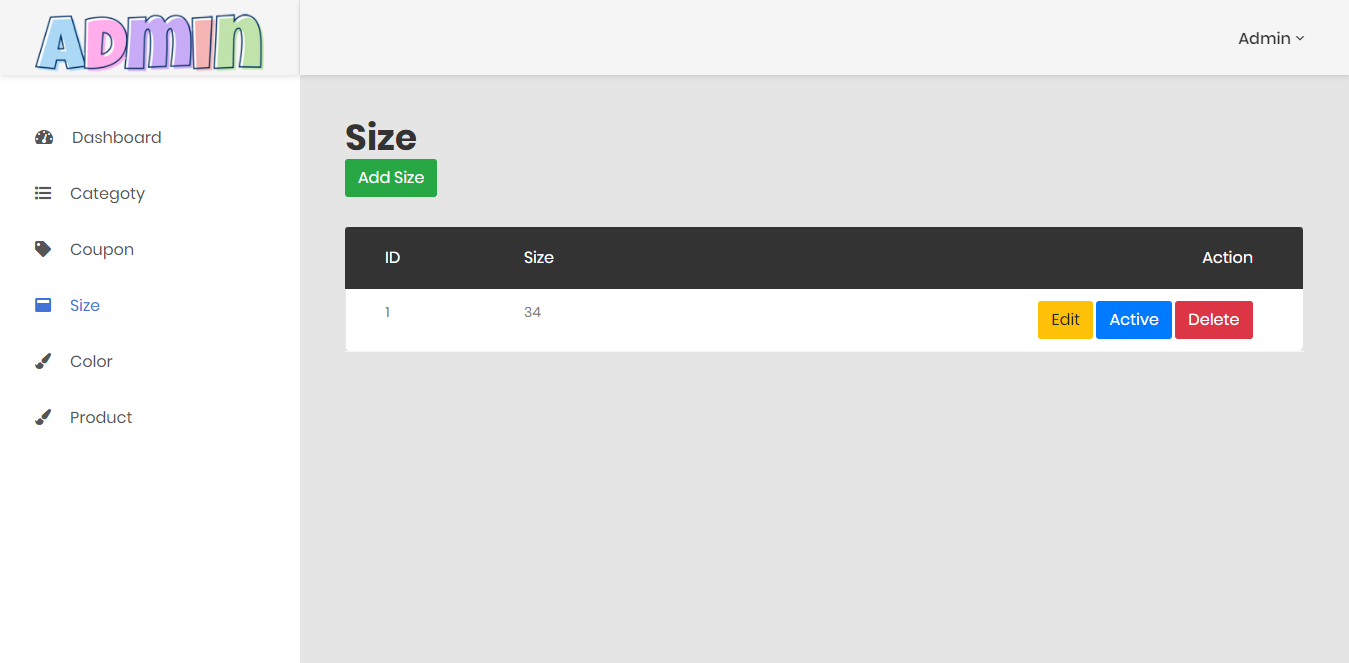 ADMIN
Admin
Dashboard
Categoty
Coupon
Size
Color
Product
Size
Add Size
ID Size Action
1 34 Edit Active Delete